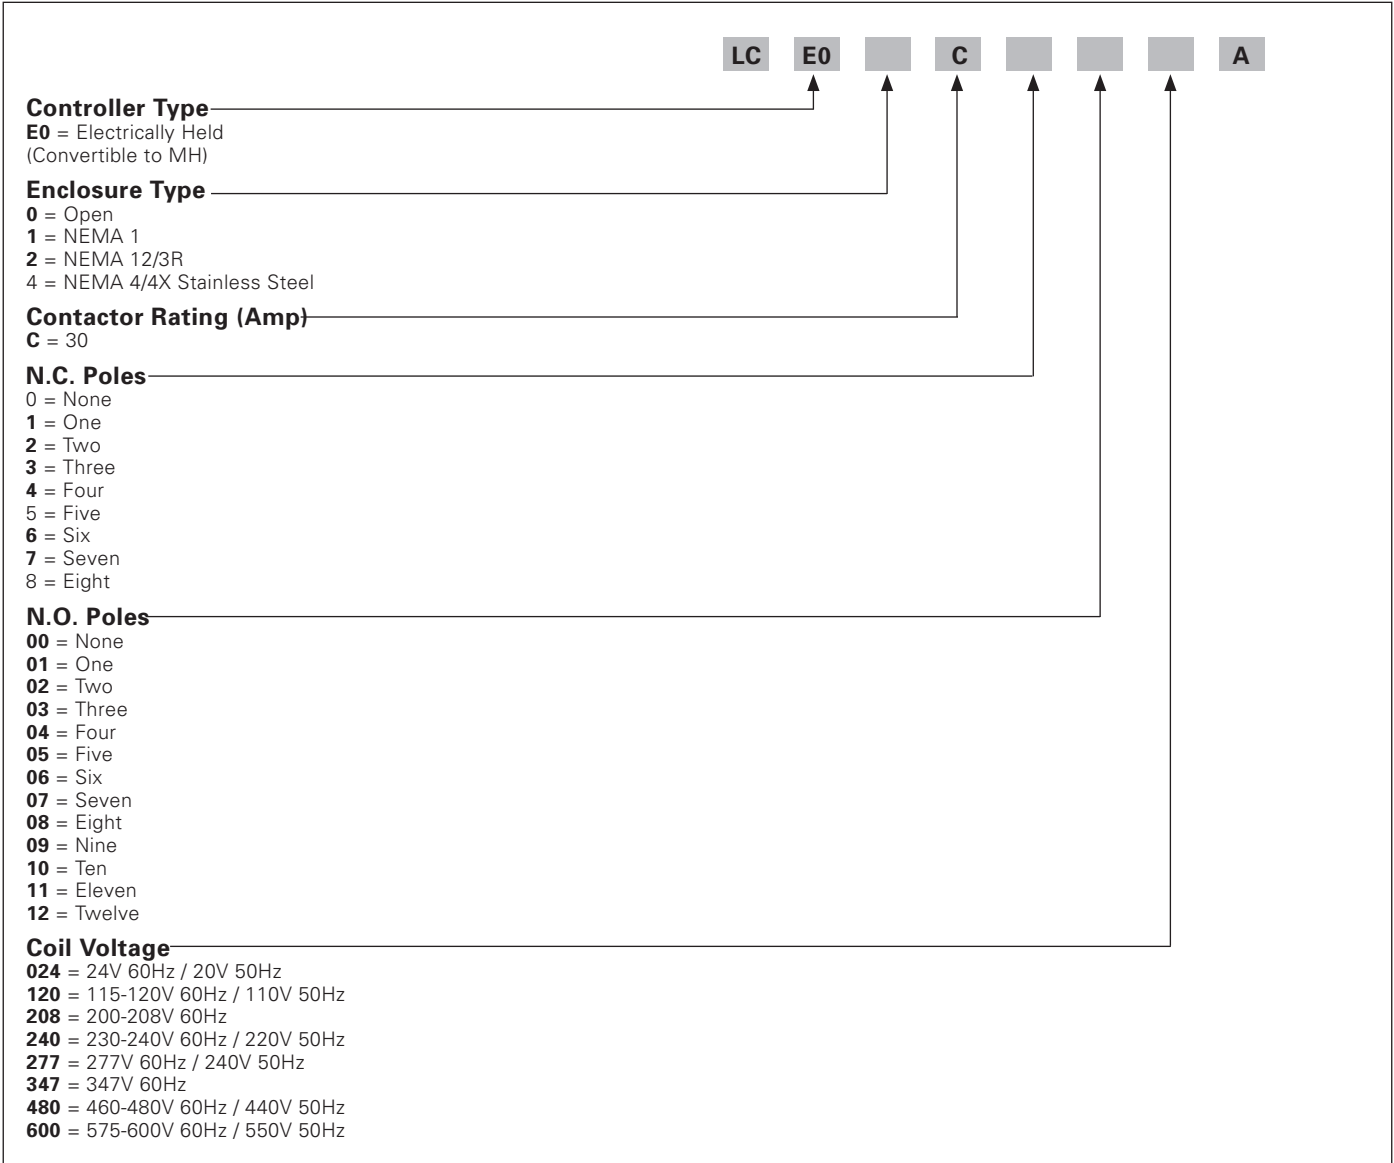 LC E0 C A
Controller Type
E0 = Electrically Held
(Convertible to MH)
Enclosure Type
0 = Open
1 = NEMA 1
2 = NEMA 12/3R
4 = NEMA 4/4X Stainless Steel
Contactor Rating (Amp)
C = 30
N.C. Poles
0 = None
1 = One
2 = Two
3 = Three
4 = Four
5 = Five
6 = Six
7 = Seven
8 = Eight
N.O. Poles
00 = None
01 = One
02 = Two
03 = Three
04 = Four
05 = Five
06 = Six
07 = Seven
08 = Eight
09 = Nine
10 = Ten
11 = Eleven
12 = Twelve
Coil Voltage
024 = 24V 60Hz / 20V 50Hz
120 = 115-120V 60Hz / 110V 50Hz
208 = 200-208V 60Hz
240 = 230-240V 60Hz / 220V 50Hz
277 = 277V 60Hz / 240V 50Hz
347 = 347V 60Hz
480 = 460-480V 60Hz / 440V 50Hz
600 = 575-600V 60Hz / 550V 50Hz